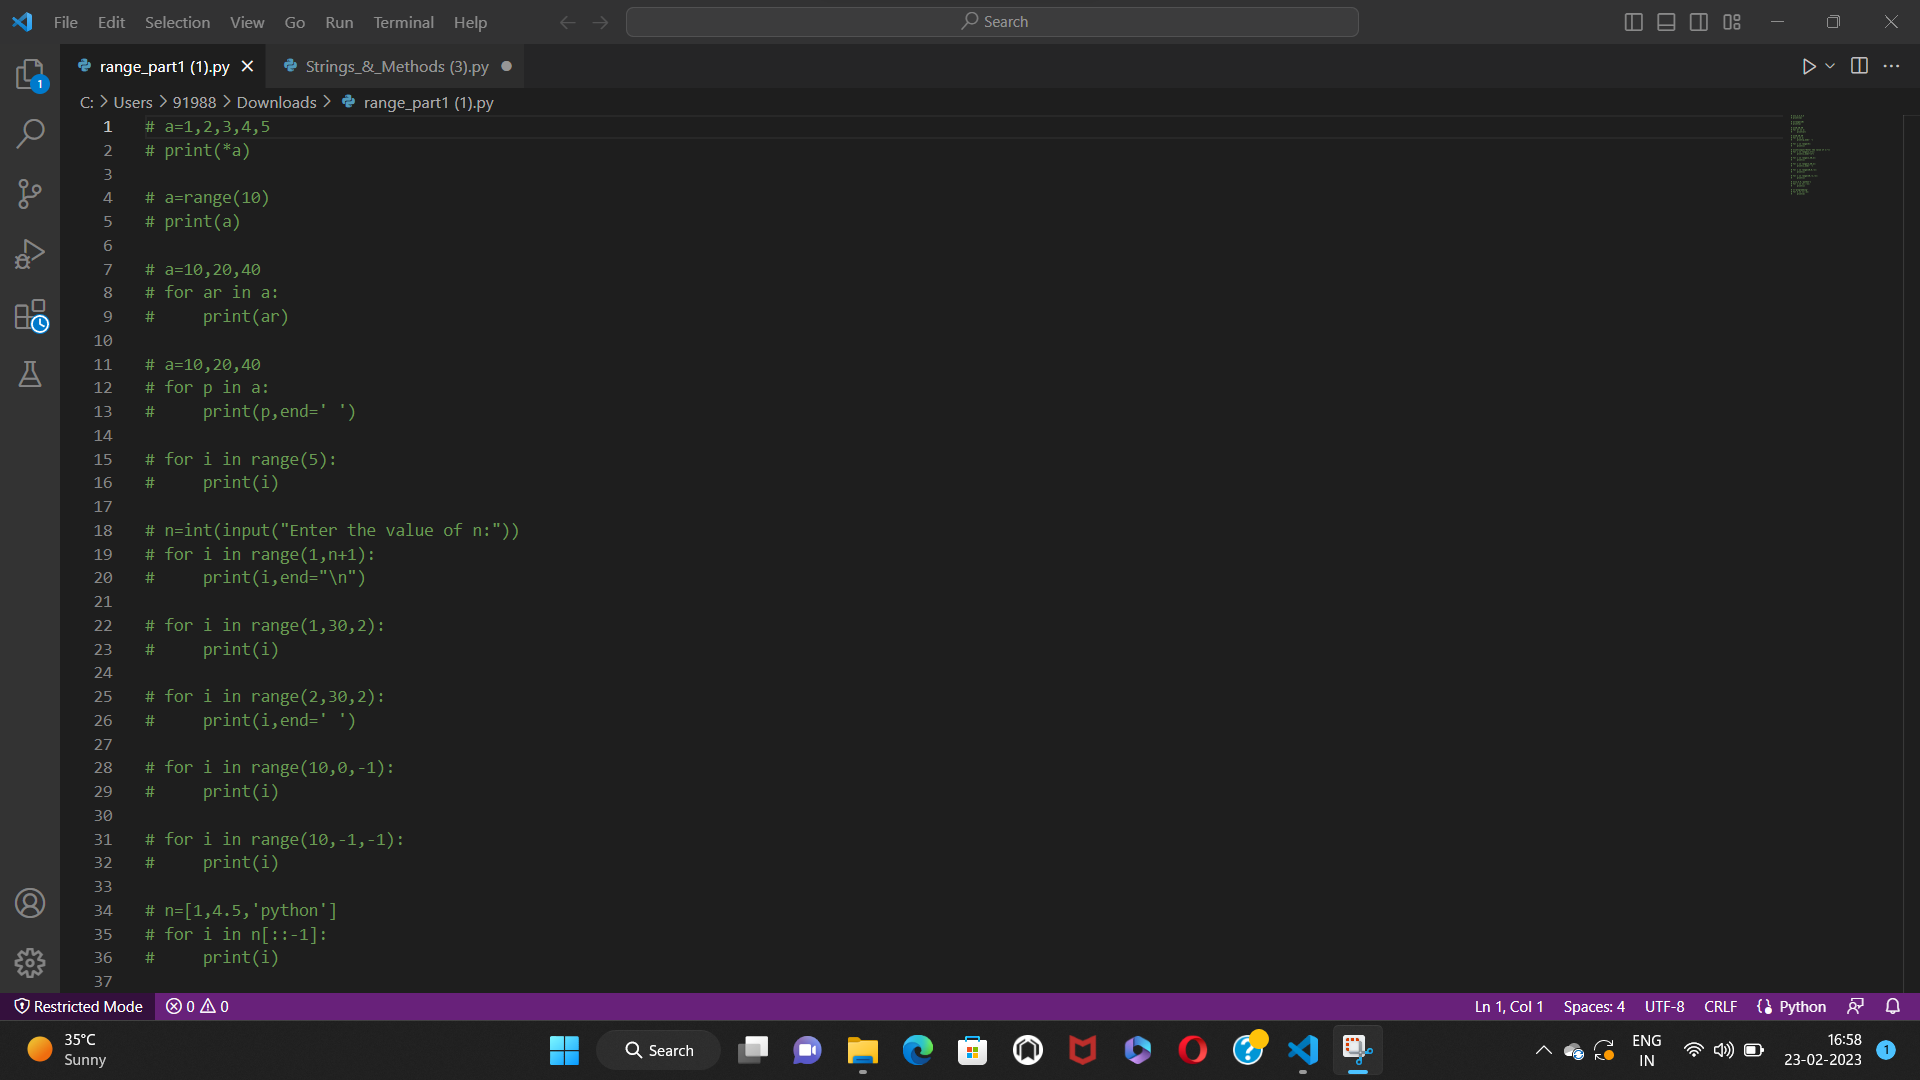 File Edit Selection View Go Run Terminal Help Search
range_part1 (1).py Strings_&_Methods (3).py
C: > Users > 91988 > Downloads > range_part1 (1).py
1 # a=1,2,3,4,5
2 # print(*a)
3
4 # a=range(10)
5 # print(a)
6
7 # a=10,20,40
8 # for ar in a:
9 #     print(ar)
10
11 # a=10,20,40
12 # for p in a:
13 #     print(p,end=' ')
14
15 # for i in range(5):
16 #     print(i)
17
18 # n=int(input("Enter the value of n:"))
19 # for i in range(1,n+1):
20 #     print(i,end="\n")
21
22 # for i in range(1,30,2):
23 #     print(i)
24
25 # for i in range(2,30,2):
26 #     print(i,end=' ')
27
28 # for i in range(10,0,-1):
29 #     print(i)
30
31 # for i in range(10,-1,-1):
32 #     print(i)
33
34 # n=[1,4.5,'python']
35 # for i in n[::-1]:
36 #     print(i)
37
1
Restricted Mode 0 0 Ln 1, Col 1 Spaces: 4 UTF-8 CRLF Python
35°C
Sunny
Search
ENG
IN
16:58
23-02-2023
1